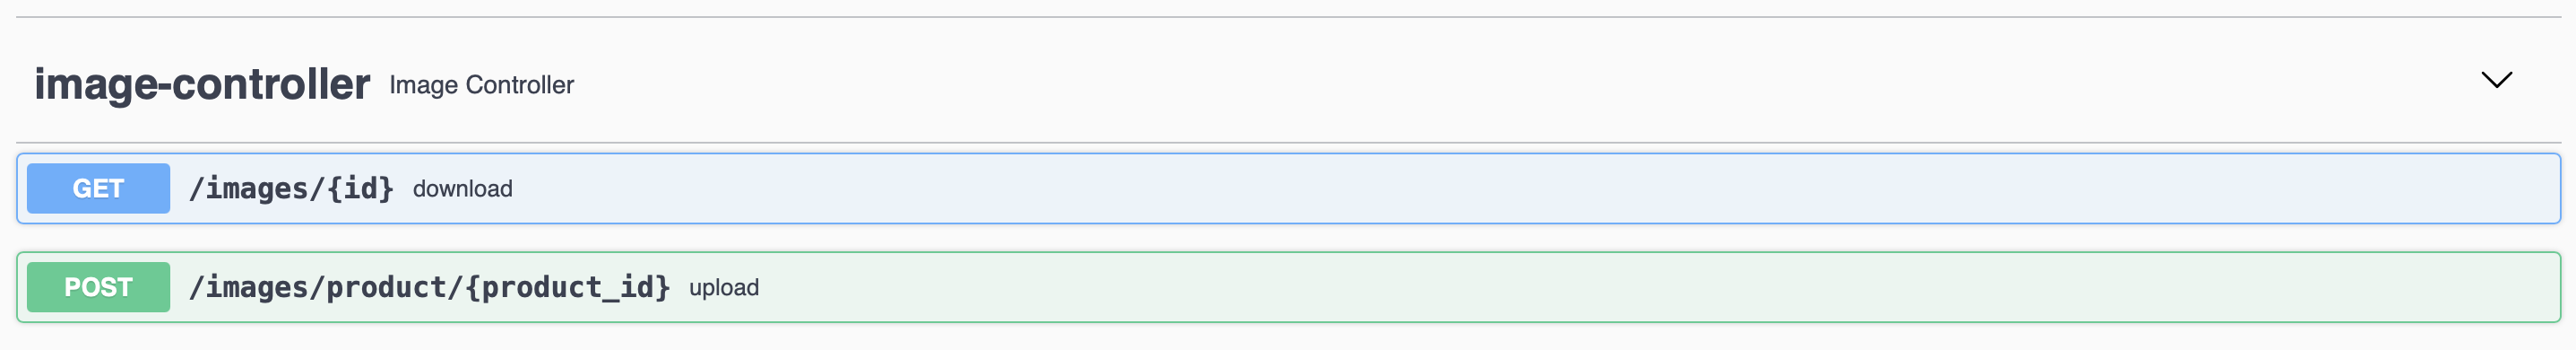 image-controller Image Controller
GET /images/{id} download
POST /images/product/{product_id} upload